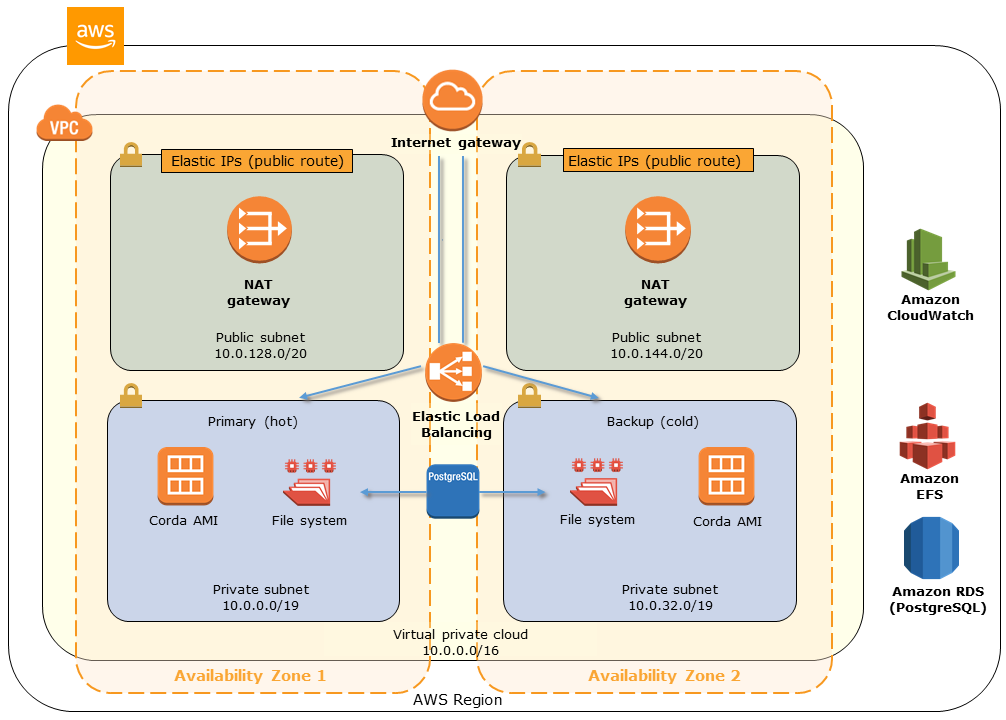 aws
VPC
Internet gateway
Elastic IPs (public route)
Elastic IPs (public route)
NAT
gateway
NAT
gateway
Public subnet
10.0.128.0/20
Public subnet
10.0.144.0/20
Amazon
CloudWatch
Elastic Load
Balancing
Primary (hot)
Backup (cold)
PostgreSQL
Corda AMI
File system
File system
Corda AMI
Amazon
EFS
Private subnet
10.0.0.0/19
Private subnet
10.0.32.0/19
Amazon RDS
(PostgreSQL)
Virtual private cloud
10.0.0.0/16
Availability Zone 1
Availability Zone 2
AWS Region